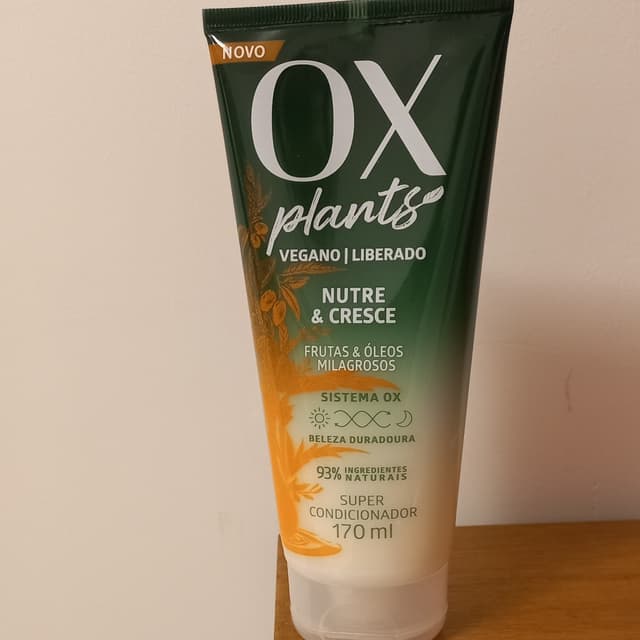 NOVO
OX
plants
VEGANO | LIBERADO
NUTRE
& CRESCE
FRUTAS & ÓLEOS
MILAGROSOS
SISTEMA OX
BELEZA DURADOURA
93% INGREDIENTES
NATURAIS
SUPER
CONDICIONADOR
170 ml